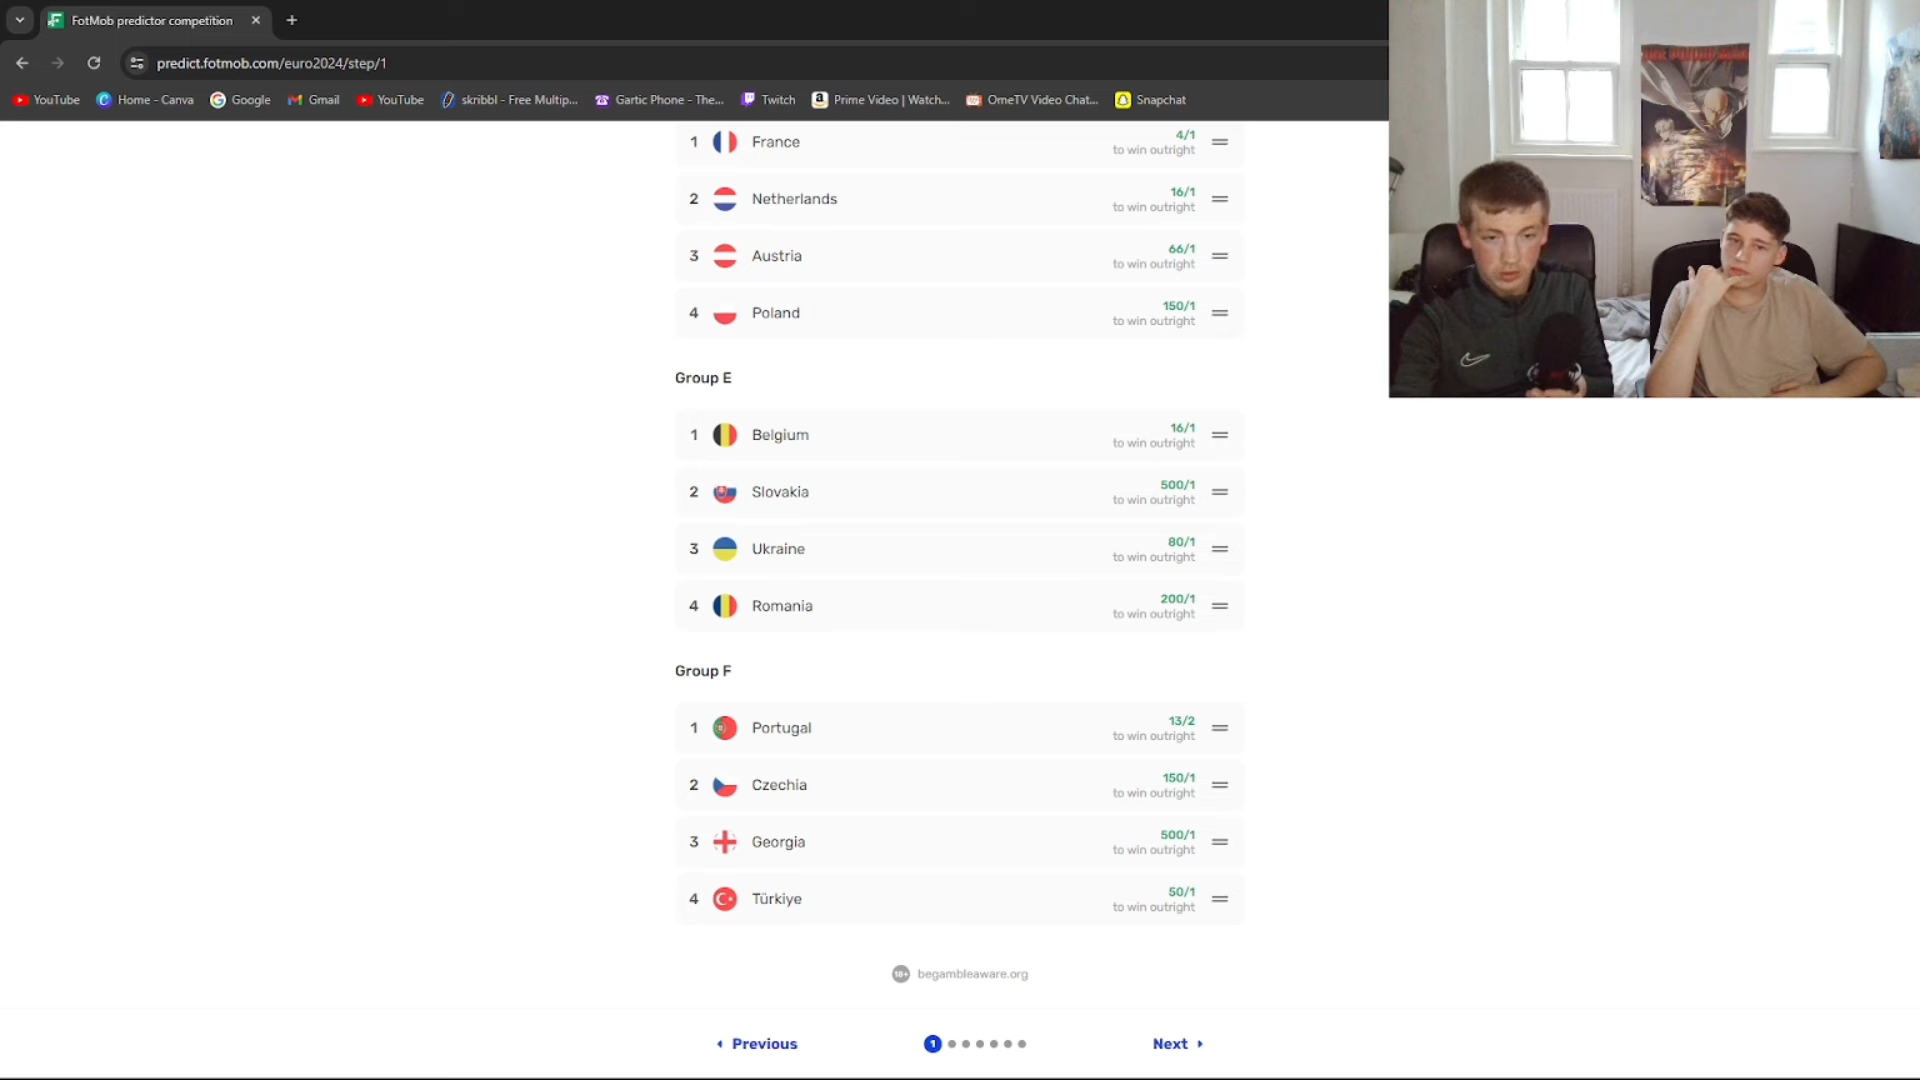 FotMob predictor competition
predict.fotmob.com/euro2024/step/1
YouTube
Home - Canva
Google
Gmail
YouTube
skribbl - Free Multip...
Gartic Phone - The...
Twitch
Prime Video | Watch...
OmeTV Video Chat...
Snapchat
1 France 4/1
to win outright
2 Netherlands 16/1
to win outright
3 Austria 66/1
to win outright
4 Poland 150/1
to win outright
Group E
1 Belgium 16/1
to win outright
2 Slovakia 500/1
to win outright
3 Ukraine 80/1
to win outright
4 Romania 200/1
to win outright
Group F
1 Portugal 13/2
to win outright
2 Czechia 150/1
to win outright
3 Georgia 500/1
to win outright
4 Türkiye 50/1
to win outright
18+ begambleaware.org
Previous 1 Next